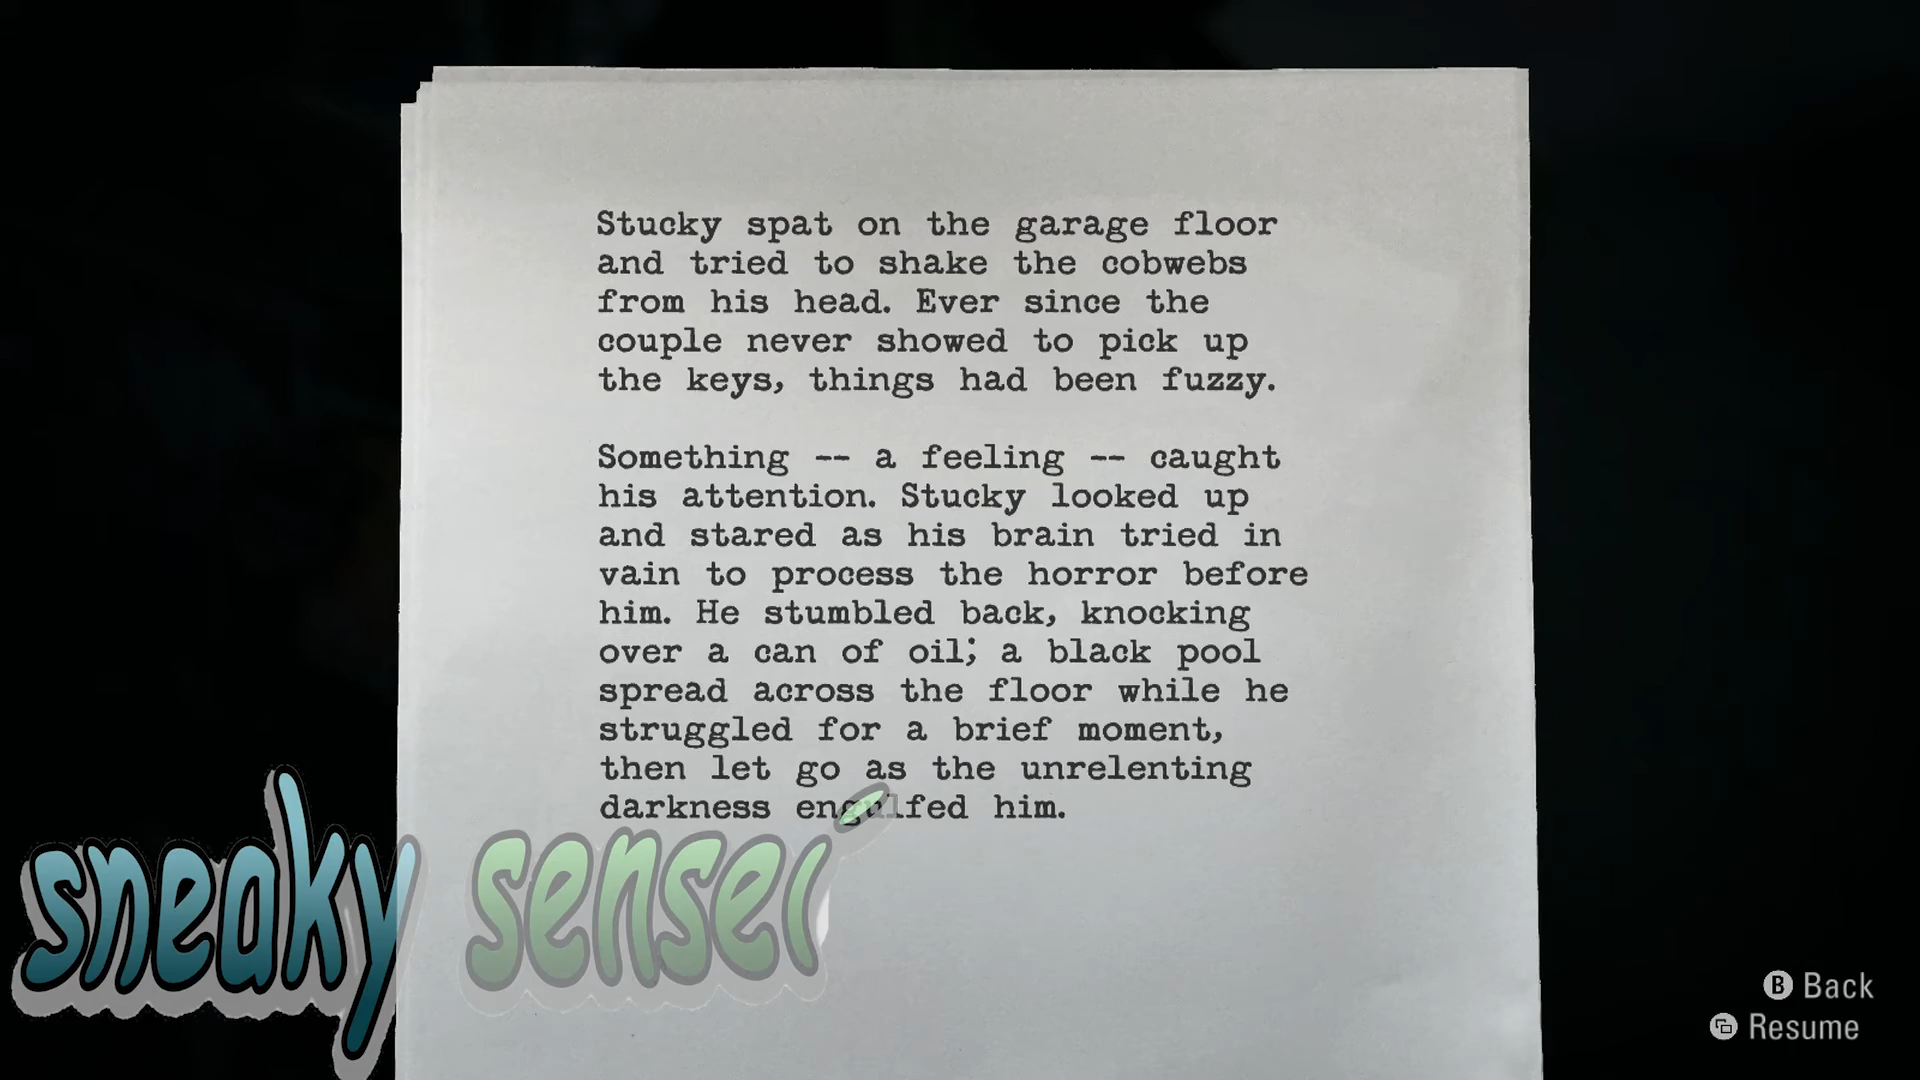 Stucky spat on the garage floor
and tried to shake the cobwebs
from his head. Ever since the
couple never showed to pick up
the keys, things had been fuzzy.
Something -- a feeling -- caught
his attention. Stucky looked up
and stared as his brain tried in
vain to process the horror before
him. He stumbled back, knocking
over a can of oil; a black pool
spread across the floor while he
struggled for a brief moment,
then let go as the unrelenting
darkness engulfed him.
sneaky sensei
B Back
Resume